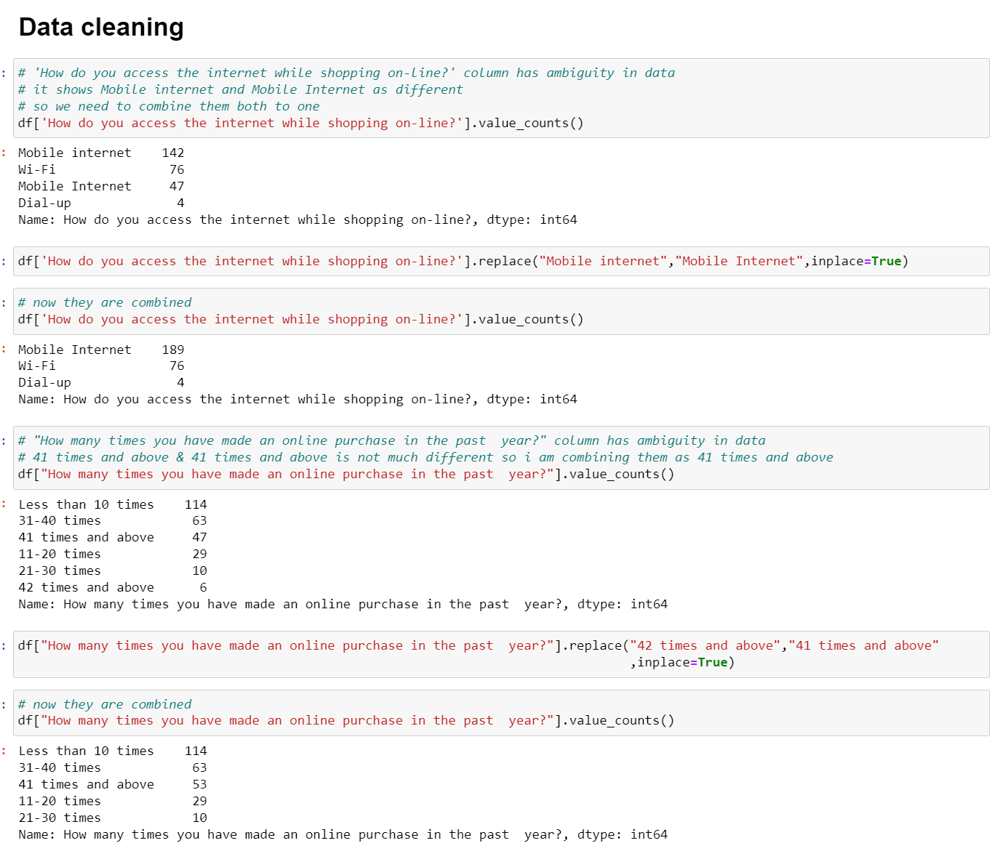 Data cleaning
: # 'How do you access the internet while shopping on-line?' column has ambiguity in data
# it shows Mobile internet and Mobile Internet as different
# so we need to combine them both to one
df['How do you access the internet while shopping on-line?'].value_counts()
: Mobile internet    142
Wi-Fi               76
Mobile Internet     47
Dial-up              4
Name: How do you access the internet while shopping on-line?, dtype: int64
: df['How do you access the internet while shopping on-line?'].replace("Mobile internet","Mobile Internet",inplace=True)
: # now they are combined
df['How do you access the internet while shopping on-line?'].value_counts()
: Mobile Internet    189
Wi-Fi               76
Dial-up              4
Name: How do you access the internet while shopping on-line?, dtype: int64
: # "How many times you have made an online purchase in the past  year?" column has ambiguity in data
# 41 times and above & 41 times and above is not much different so i am combining them as 41 times and above
df["How many times you have made an online purchase in the past  year?"].value_counts()
: Less than 10 times    114
31-40 times            63
41 times and above     47
11-20 times            29
21-30 times            10
42 times and above      6
Name: How many times you have made an online purchase in the past  year?, dtype: int64
: df["How many times you have made an online purchase in the past  year?"].replace("42 times and above","41 times and above"
,inplace=True)
: # now they are combined
df["How many times you have made an online purchase in the past  year?"].value_counts()
: Less than 10 times    114
31-40 times            63
41 times and above     53
11-20 times            29
21-30 times            10
Name: How many times you have made an online purchase in the past  year?, dtype: int64